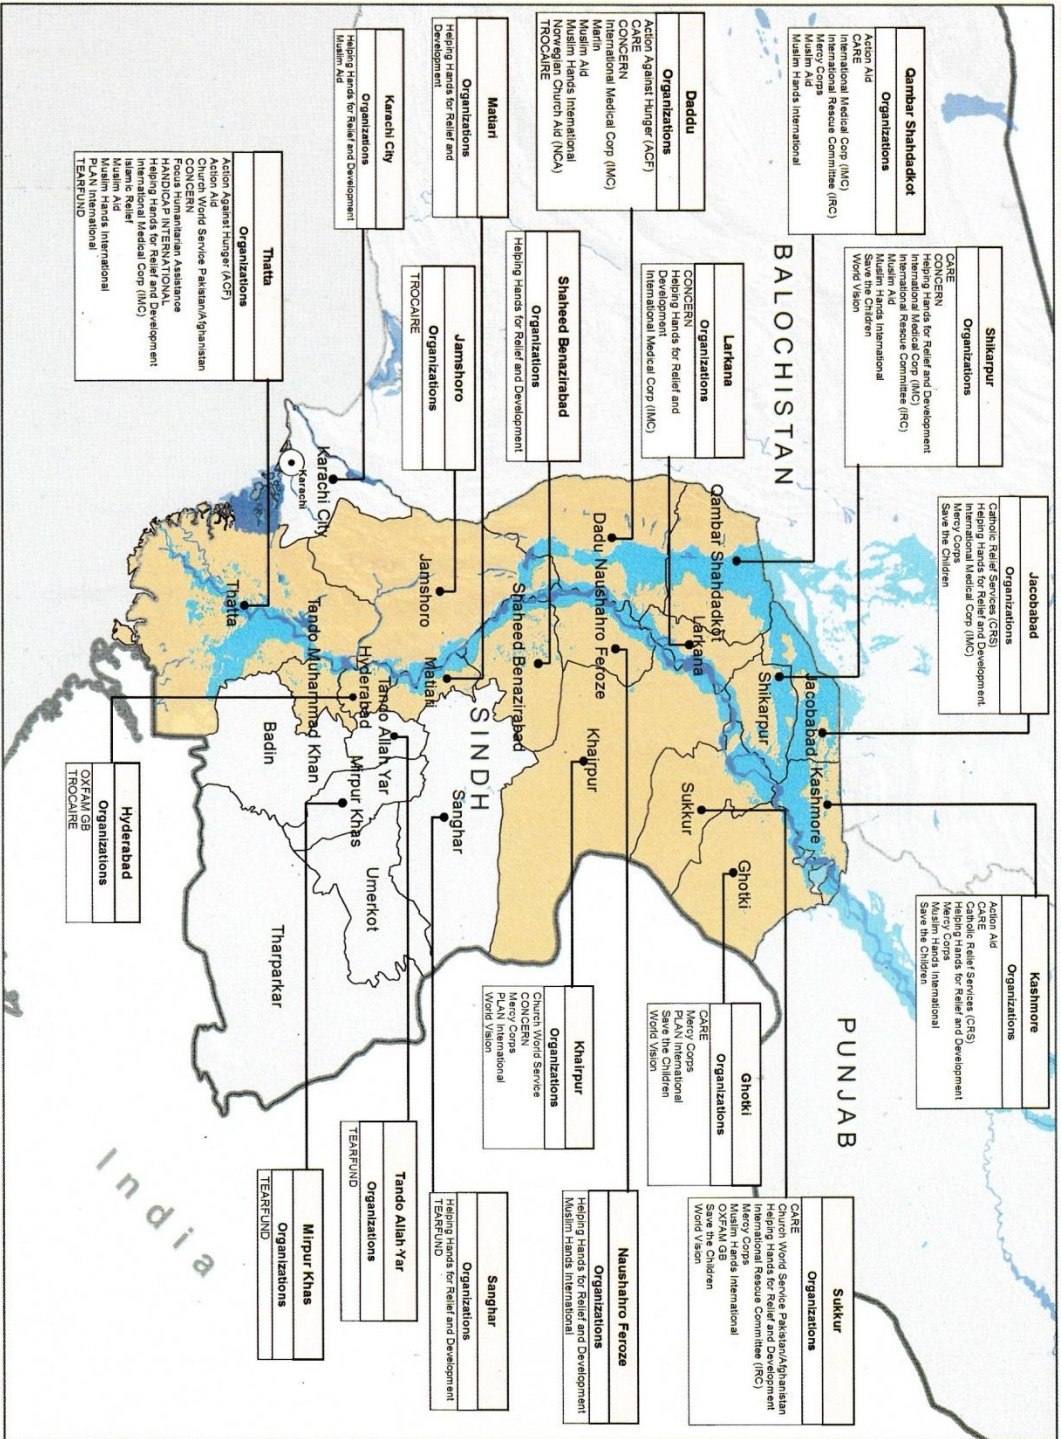 Qambar Shahdadkot
Organizations
Action Aid
CARE
International Medical Corp (IMC)
International Rescue Committee (IRC)
Mercy Corps
Muslim Aid
Muslim Hands International
Shikarpur
Organizations
CARE
CONCERN
Helping Hands for Relief and Development
International Medical Corp (IMC)
International Rescue Committee (IRC)
Muslim Aid
Muslim Hands International
Save the Children
World Vision
Jacobabad
Organizations
Catholic Relief Services (CRS)
Helping Hands for Relief and Development.
International Medical Corp (IMC)
Mercy Corps
Save the Children
Kashmore
Organizations
Action Aid
CARE
Catholic Relief Services (CRS)
Helping Hands for Relief and Development
Mercy Corps
Muslim Hands International
Save the Children
Sukkur
Organizations
CARE
Church World Service Pakistan/Afghanistan
Helping Hands for Relief and Development
International Rescue Committee (IRC)
Mercy Corps
Muslim Hands International
OXFAM GB
Save the Children
World Vision
Daddu
Organizations
Action Against Hunger (ACF)
CARE
CONCERN
International Medical Corp (IMC)
Marlin
Muslim Aid
Muslim Hands International
Norwegian Church Aid (NCA)
TROCAIRE
Larkana
Organizations
CONCERN
Helping Hands for Relief and
Development
International Medical Corp (IMC)
Ghotki
Organizations
CARE
Mercy Corps
PLAN International
Save the Children
World Vision
Shaheed Benazirabad
Organizations
Helping Hands for Relief and Development
Khairpur
Organizations
Church World Service
CONCERN
Mercy Corps
PLAN International
World Vision
Naushahro Feroze
Organizations
Helping Hands for Relief and Development
Muslim Hands International
Matiari
Organizations
Helping Hands for Relief and
Development
Jamshoro
Organizations
TROCAIRE
Sanghar
Organizations
Helping Hands for Relief and Development
TEARFUND
Karachi City
Organizations
Helping Hands for Relief and Development
Muslim Aid
Tando Allah-Yar
Organizations
TEARFUND
Mirpur Khas
Organizations
TEARFUND
Thatta
Organizations
Action Against Hunger (ACF)
Action Aid
Church World Service Pakistan/Afghanistan
CONCERN
Focus Humanitarian Assistance
HANDICAP INTERNATIONAL
Helping Hands for Relief and Development
International Medical Corp (IMC)
Islamic Relief
Muslim Aid
Muslim Hands International
PLAN International
TEARFUND
Hyderabad
Organizations
OXFAM GB
TROCAIRE
BALOCHISTAN
PUNJAB
SINDH
India
Jacobabad
Kashmore
Shikarpur
Qambar Shahdadkot
Larkana
Sukkur
Ghotki
Dadu
Naushahro Feroze
Khairpur
Shaheed Benazirabad
Jamshoro
Matiari
Sanghar
Tando Allah Yar
Hyderabad
Mirpur Khas
Umerkot
Karachi City
Karachi
Tando Muhammad Khan
Badin
Thatta
Tharparkar